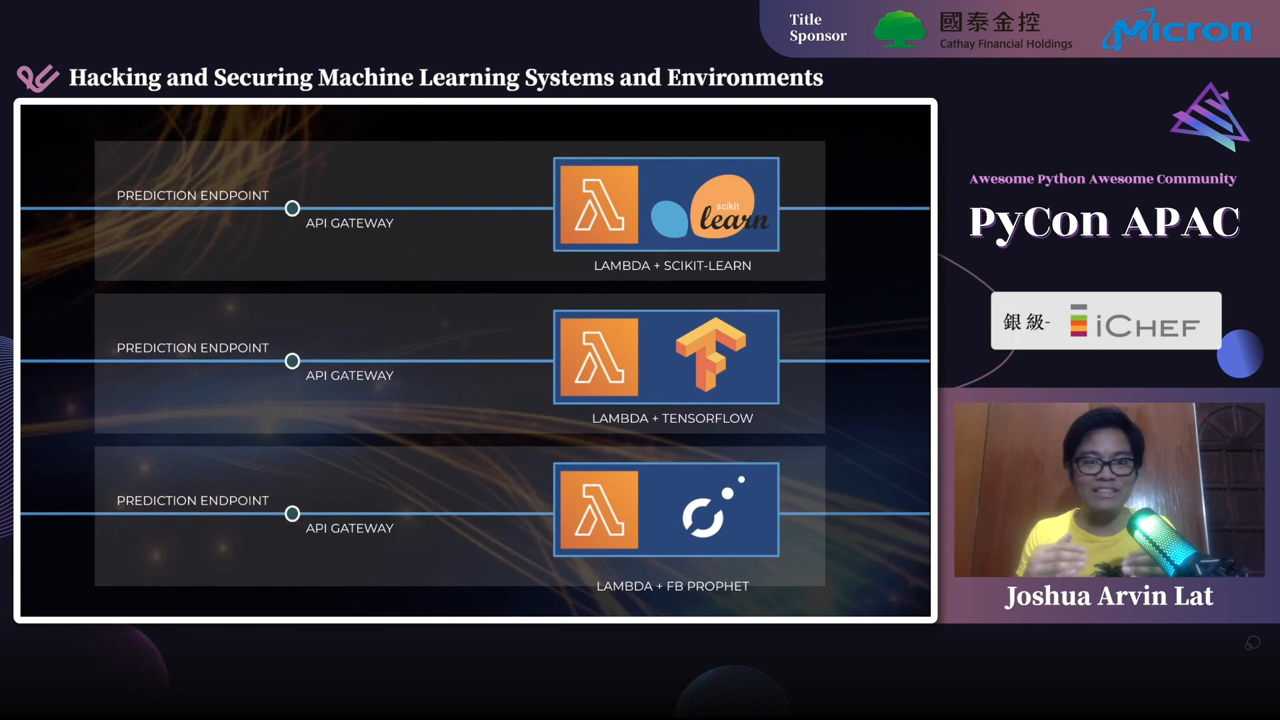 Title
Sponsor
國泰金控
Cathay Financial Holdings
Micron
Hacking and Securing Machine Learning Systems and Environments
PREDICTION ENDPOINT
API GATEWAY
scikit
learn
LAMBDA + SCIKIT-LEARN
PREDICTION ENDPOINT
API GATEWAY
LAMBDA + TENSORFLOW
PREDICTION ENDPOINT
API GATEWAY
LAMBDA + FB PROPHET
Awesome Python Awesome Community
PyCon APAC
銀級- iCHEF
Joshua Arvin Lat